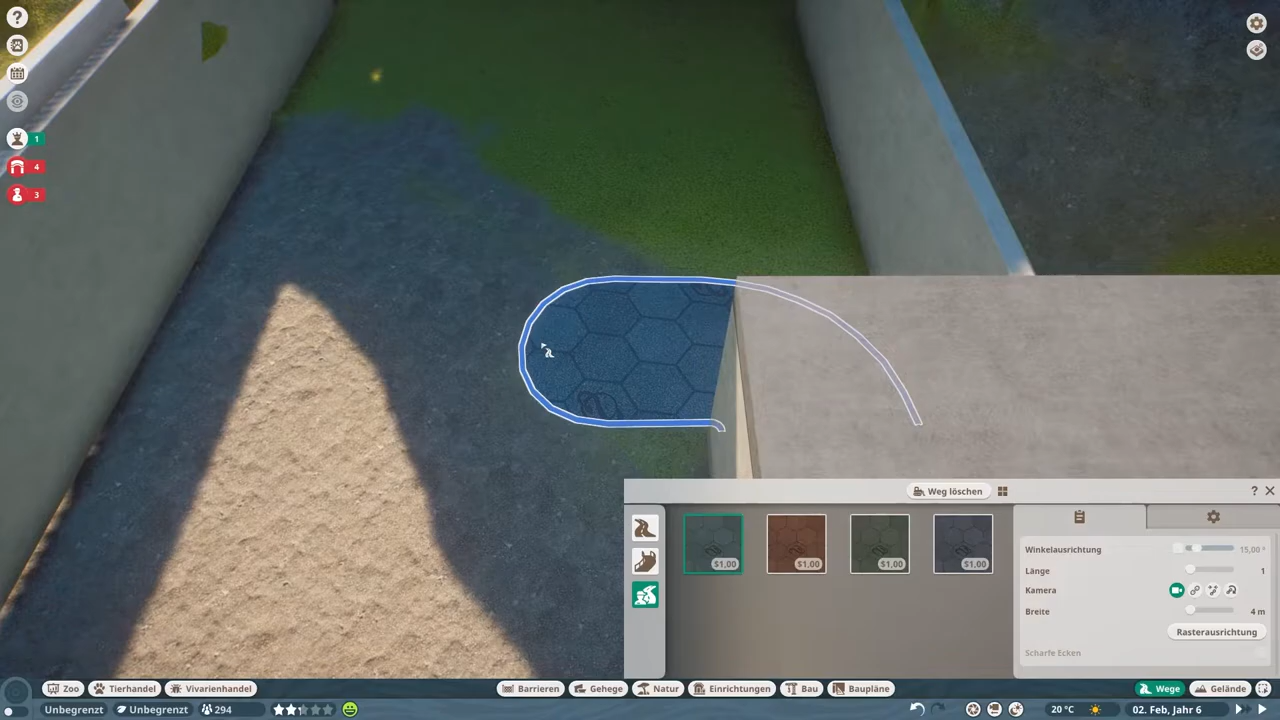 ?
1
4
3
Weg löschen
?
$1,00
$1,00
$1,00
$1,00
Winkelausrichtung 15,00 °
Länge 1
Kamera
Breite 4 m
Rasterausrichtung
Scharfe Ecken
Zoo
Tierhandel
Vivarienhandel
Barrieren
Gehege
Natur
Einrichtungen
Bau
Baupläne
Wege
Gelände
Unbegrenzt
Unbegrenzt
294
20 °C
02. Feb, Jahr 6